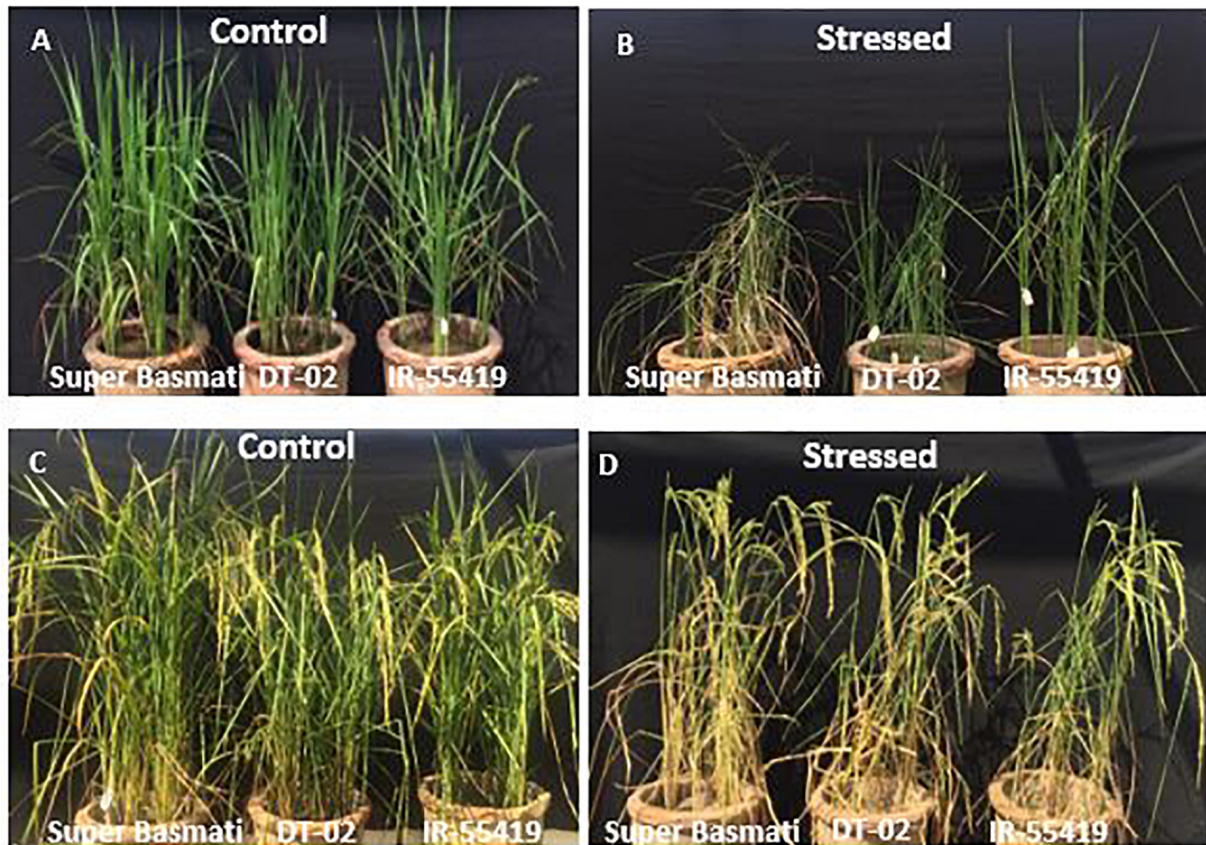 A
Control
Super Basmati DT-02 IR-55419
B
Stressed
Super Basmati DT-02 IR-55419
C
Control
Super Basmati DT-02 IR-55419
D
Stressed
Super Basmati DT-02 IR-55419